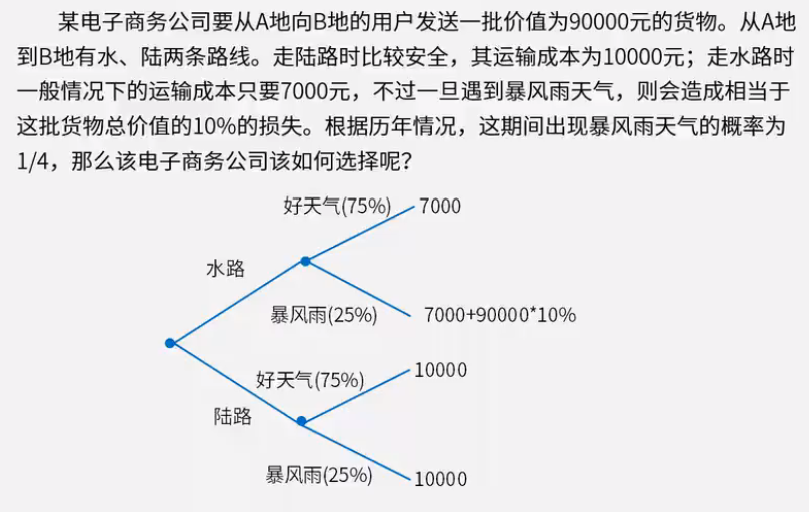 某电子商务公司要从A地向B地的用户发送一批价值为90000元的货物。从A地
到B地有水、陆两条路线。走陆路时比较安全，其运输成本为10000元；走水路时
一般情况下的运输成本只要7000元，不过一旦遇到暴风雨天气，则会造成相当于
这批货物总价值的10%的损失。根据历年情况，这期间出现暴风雨天气的概率为
1/4，那么该电子商务公司该如何选择呢？
好天气(75%) 7000
水路
暴风雨(25%) 7000+90000*10%
好天气(75%) 10000
陆路
暴风雨(25%) 10000